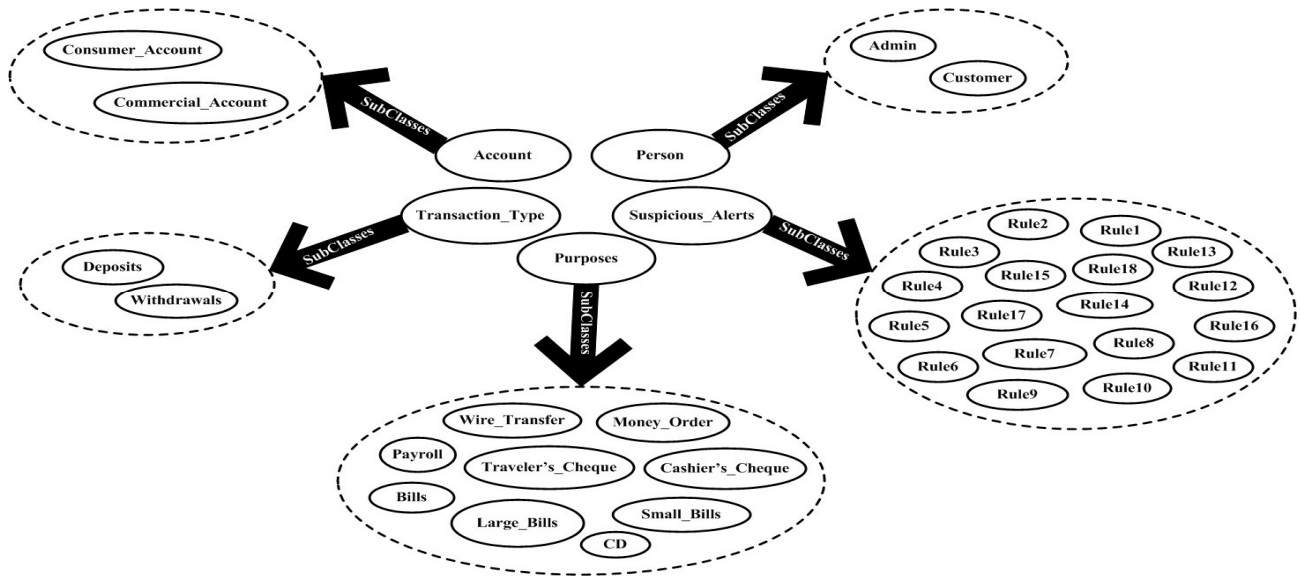 Consumer_Account
Commercial_Account
SubClasses
Admin
Customer
SubClasses
Account
Person
Transaction_Type
Suspicious_Alerts
Purposes
SubClasses
Deposits
Withdrawals
SubClasses
SubClasses
Rule2
Rule1
Rule3
Rule13
Rule15
Rule18
Rule4
Rule12
Rule14
Rule17
Rule5
Rule16
Rule8
Rule7
Rule6
Rule11
Rule9
Rule10
Wire_Transfer
Money_Order
Payroll
Traveler's_Cheque
Cashier's_Cheque
Bills
Large_Bills
Small_Bills
CD